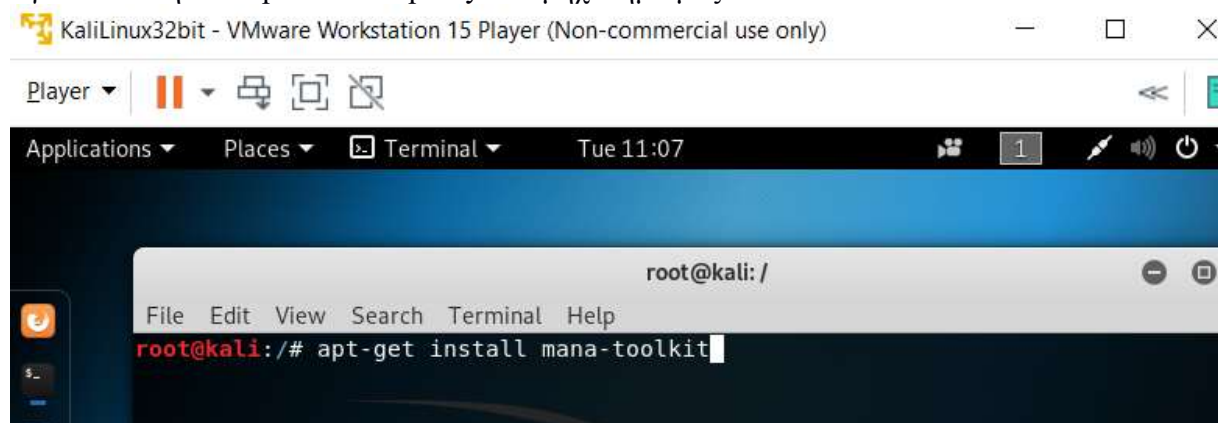 KaliLinux32bit - VMware Workstation 15 Player (Non-commercial use only)
Player
Applications Places Terminal Tue 11:07 1
root@kali: /
File Edit View Search Terminal Help
root@kali:/# apt-get install mana-toolkit
$_